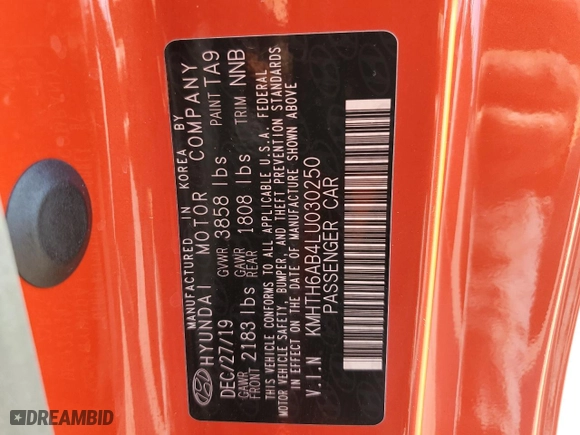 MANUFACTURED IN KOREA BY
HYUNDAI MOTOR COMPANY
DEC/27/19 GVWR 3858 lbs PAINT TA9
GAWR FRONT 2183 lbs GAWR REAR 1808 lbs TRIM NNB
THIS VEHICLE CONFORMS TO ALL APPLICABLE U.S.A. FEDERAL
MOTOR VEHICLE SAFETY, BUMPER, AND THEFT PREVENTION STANDARDS
IN EFFECT ON THE DATE OF MANUFACTURE SHOWN ABOVE
V.I.N KMHTH6AB4LU030250
PASSENGER CAR
DREAMBID